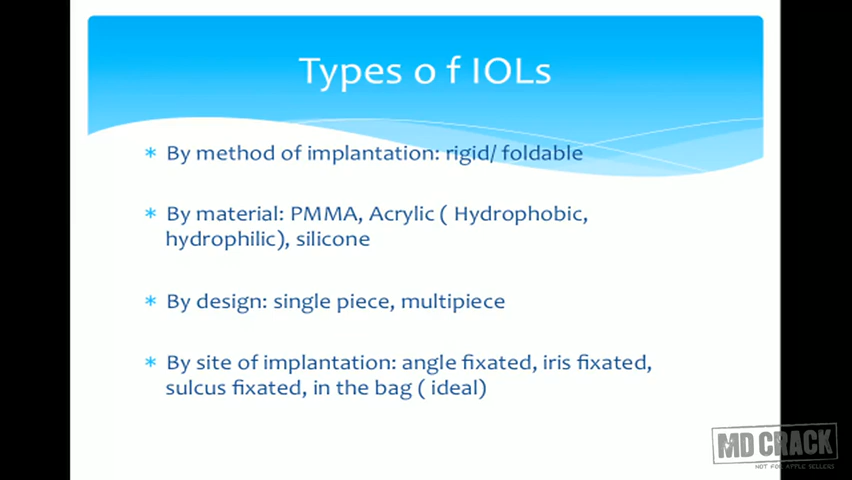 Types o f IOLs
* By method of implantation: rigid/ foldable
* By material: PMMA, Acrylic ( Hydrophobic,
hydrophilic), silicone
* By design: single piece, multipiece
* By site of implantation: angle fixated, iris fixated,
sulcus fixated, in the bag ( ideal)
MD CRACK
NOT FOR APPLE SELLERS